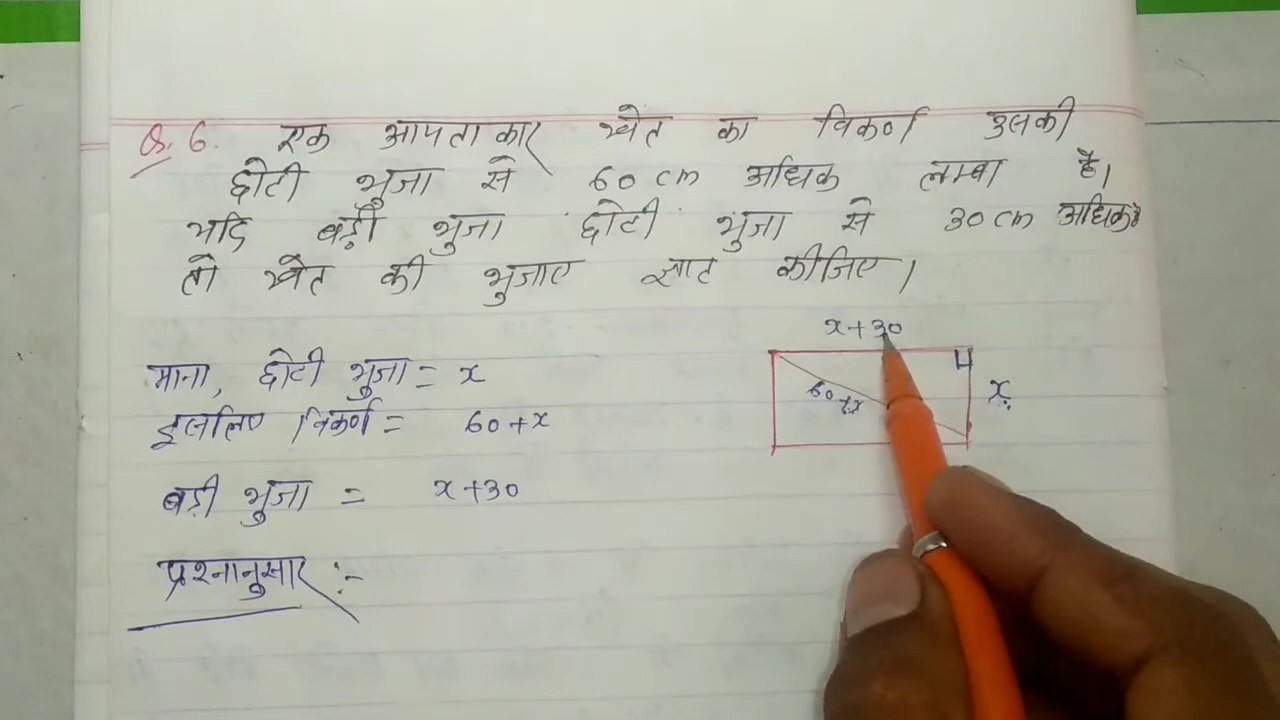 Q. 6. एक आयताकार खेत का विकर्ण उसकी
छोटी भुजा से 60 cm अधिक लम्बा है।
यदि बड़ी भुजा छोटी भुजा से 30 cm अधिक है
तो खेत की भुजाए ज्ञात कीजिए।
माना, छोटी भुजा = x
इसलिए विकर्ण = 60 + x
बड़ी भुजा = x + 30
प्रश्नानुसार :-
x + 30
60 + x
x